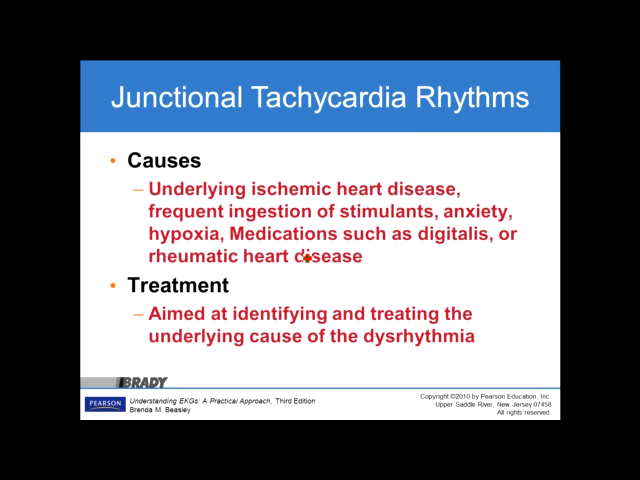 Junctional Tachycardia Rhythms
• Causes
– Underlying ischemic heart disease,
frequent ingestion of stimulants, anxiety,
hypoxia, Medications such as digitalis, or
rheumatic heart disease
• Treatment
– Aimed at identifying and treating the
underlying cause of the dysrhythmia
BRADY
PEARSON
Understanding EKGs: A Practical Approach, Third Edition
Brenda M. Beasley
Copyright ©2010 by Pearson Education, Inc.
Upper Saddle River, New Jersey 07458
All rights reserved.